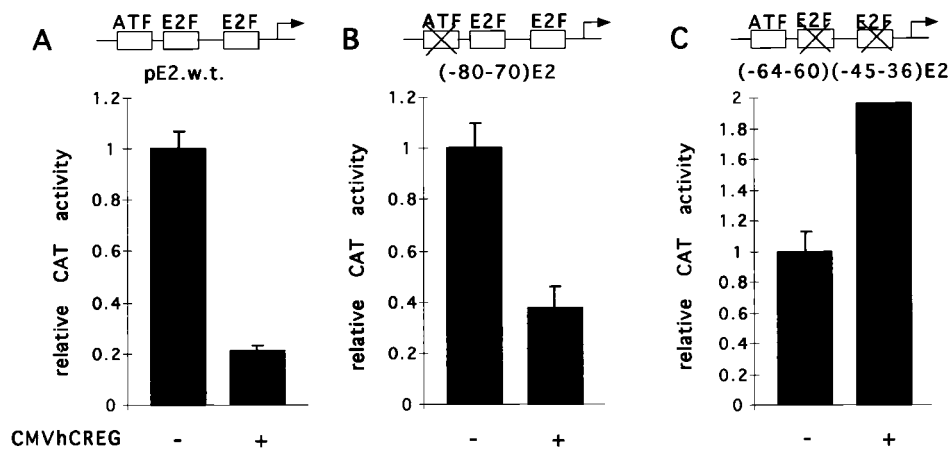 A
ATF E2F E2F
pE2.w.t.
relative CAT activity
1.2
1
0.8
0.6
0.4
0.2
0
B
ATF E2F E2F
(-80-70)E2
relative CAT activity
1.2
1
0.8
0.6
0.4
0.2
0
C
ATF E2F E2F
(-64-60)(-45-36)E2
relative CAT activity
2
1.8
1.6
1.4
1.2
1
0.8
0.6
0.4
0.2
0
CMVhCREG - + - + - +